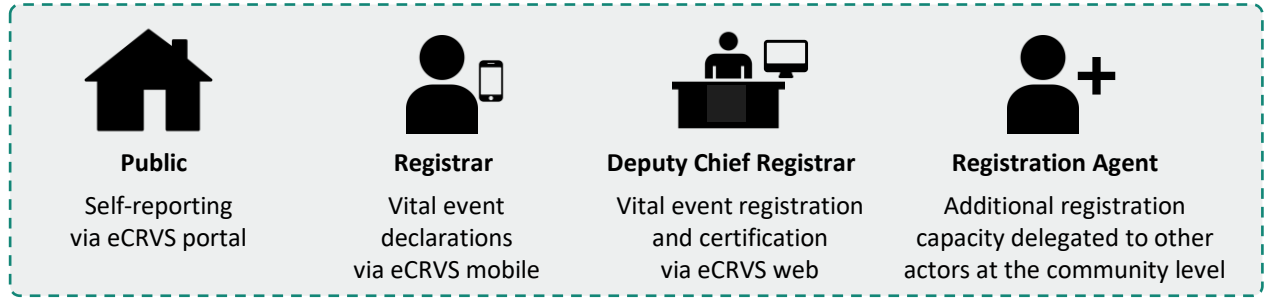 Public
Self-reporting
via eCRVS portal
Registrar
Vital event
declarations
via eCRVS mobile
Deputy Chief Registrar
Vital event registration
and certification
via eCRVS web
Registration Agent
Additional registration
capacity delegated to other
actors at the community level